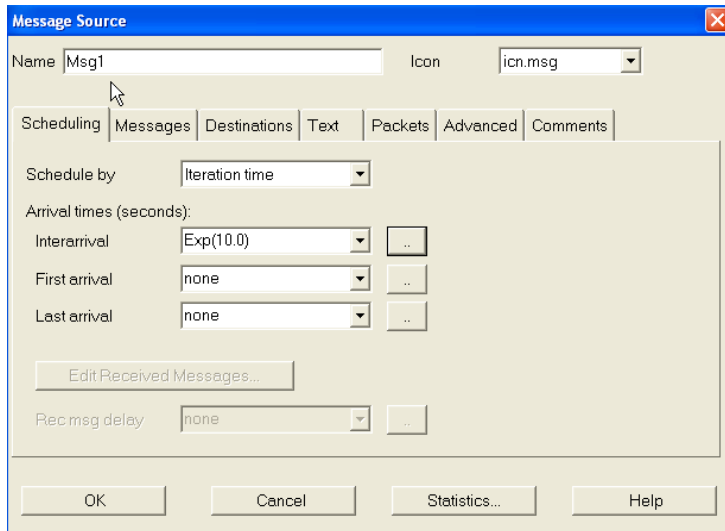 Message Source
Name Msg1 Icon icn.msg
Scheduling Messages Destinations Text Packets Advanced Comments
Schedule by Iteration time
Arrival times (seconds):
Interarrival Exp(10.0) ..
First arrival none ..
Last arrival none ..
Edit Received Messages...
Rec msg delay none ..
OK Cancel Statistics... Help